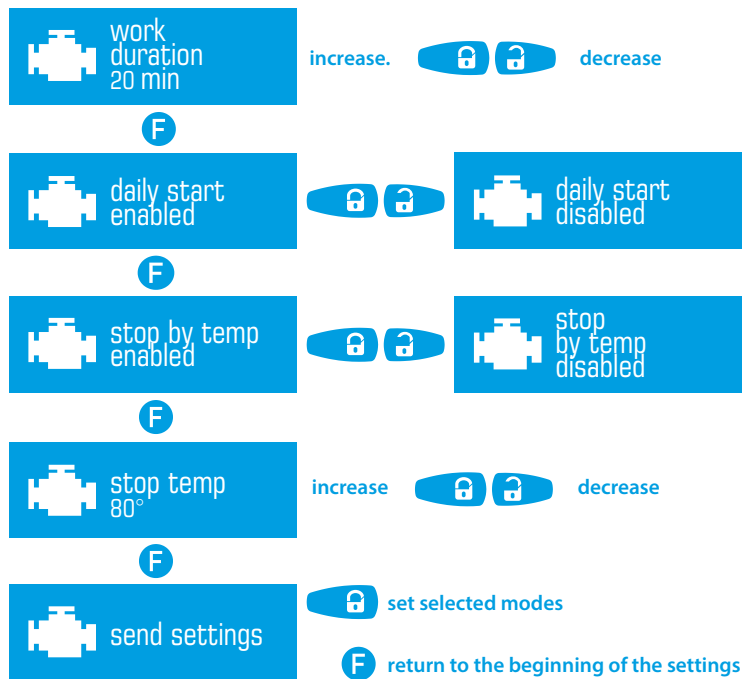 work
duration
20 min
increase.
decrease
F
daily start
enabled
daily start
disabled
F
stop by temp
enabled
stop
by temp
disabled
F
stop temp
80°
increase
decrease
F
send settings
set selected modes
F return to the beginning of the settings